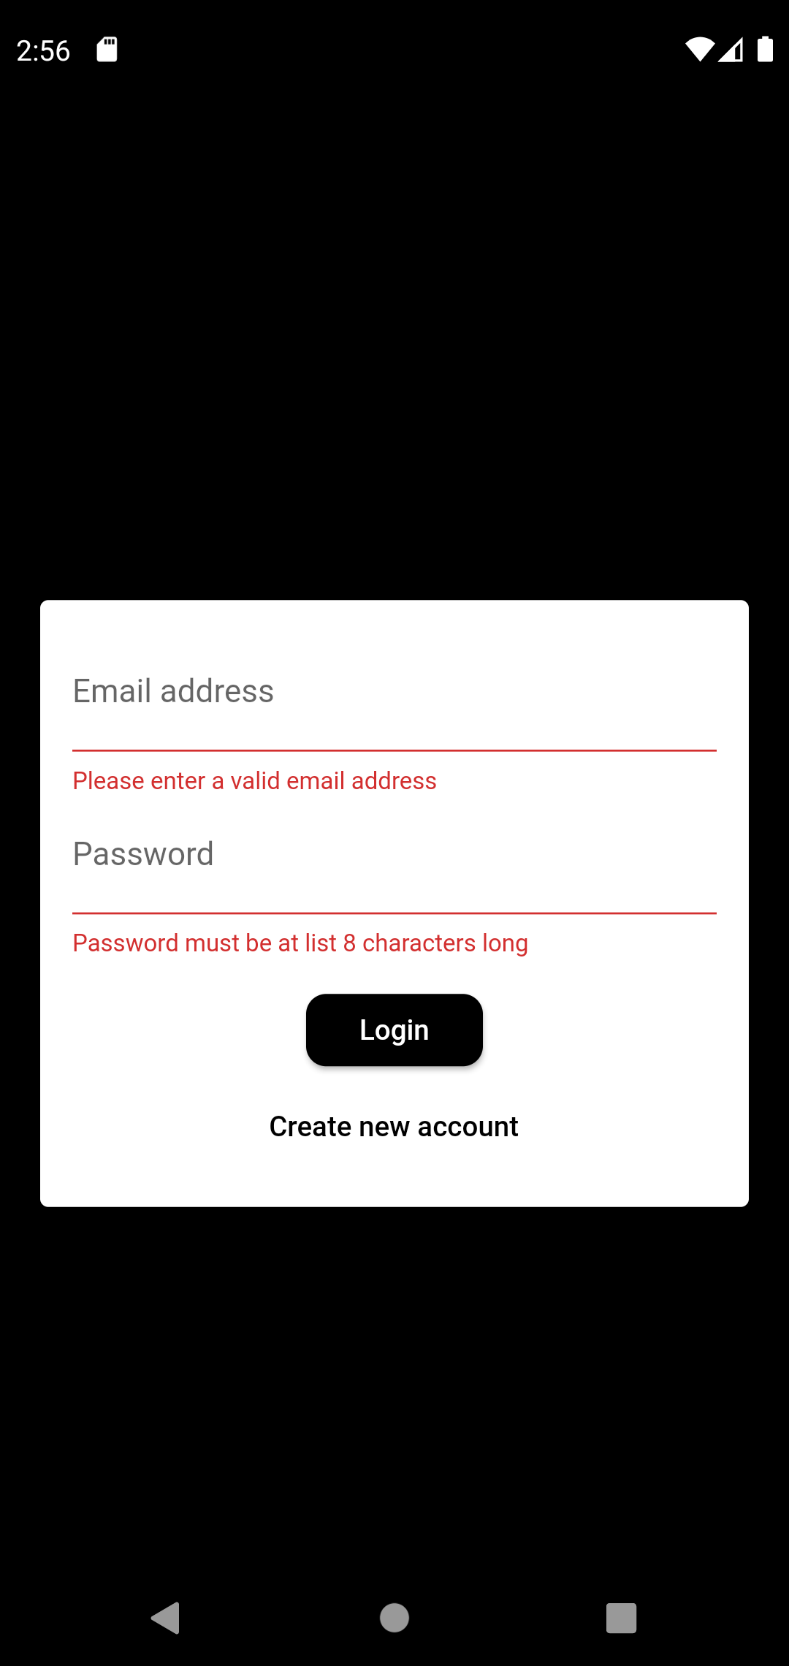 2:56
Email address
Please enter a valid email address
Password
Password must be at list 8 characters long
Login
Create new account